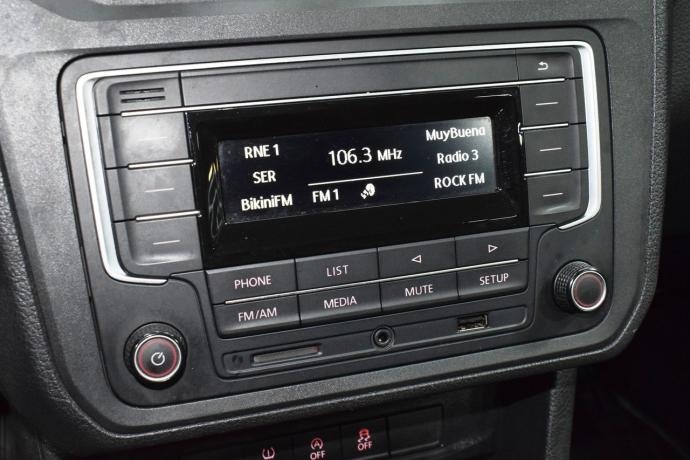 RNE 1
MuyBuena
106.3 MHz
SER
Radio 3
BikiniFM
FM 1
ROCK FM
PHONE
LIST
FM/AM
MEDIA
MUTE
SETUP
OFF
OFF